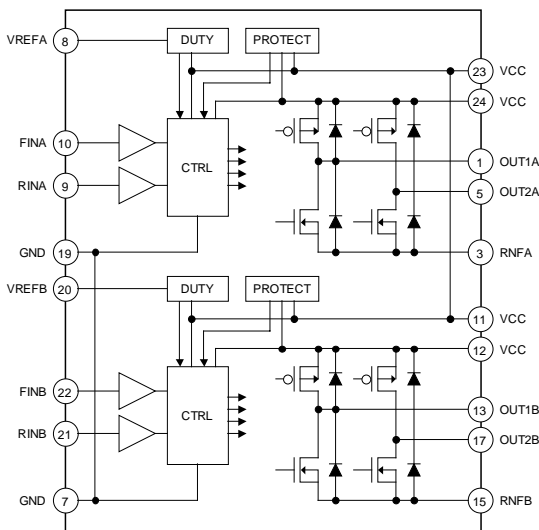 VREFA 8 DUTY PROTECT
23 VCC
24 VCC
FINA 10
1 OUT1A
CTRL
RINA 9
5 OUT2A
GND 19
3 RNFA
VREFB 20 DUTY PROTECT
11 VCC
12 VCC
FINB 22
13 OUT1B
CTRL
RINB 21
17 OUT2B
GND 7
15 RNFB